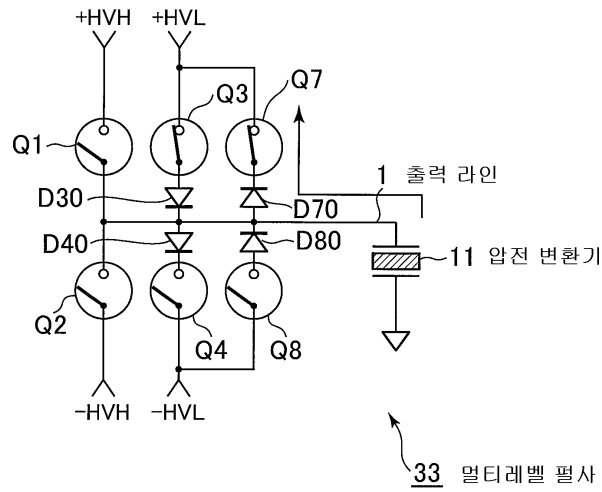 +HVH
+HVL
Q3
Q7
Q1
1 출력 라인
D30
D70
D40
D80
11 압전 변환기
Q2
Q4
Q8
-HVH
-HVL
33 멀티레벨 펄사